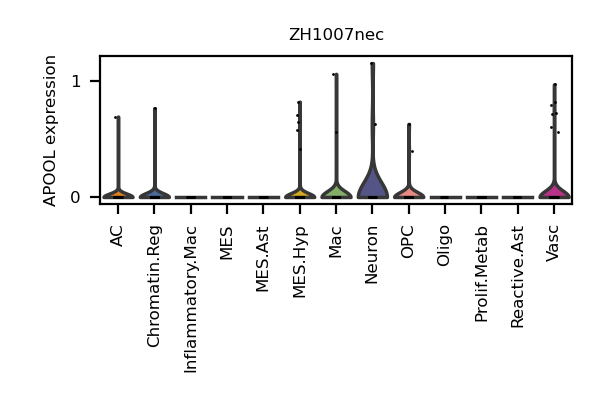 ZH1007nec
APOOL expression
1
0
AC
Chromatin.Reg
Inflammatory.Mac
MES
MES.Ast
MES.Hyp
Mac
Neuron
OPC
Oligo
Prolif.Metab
Reactive.Ast
Vasc